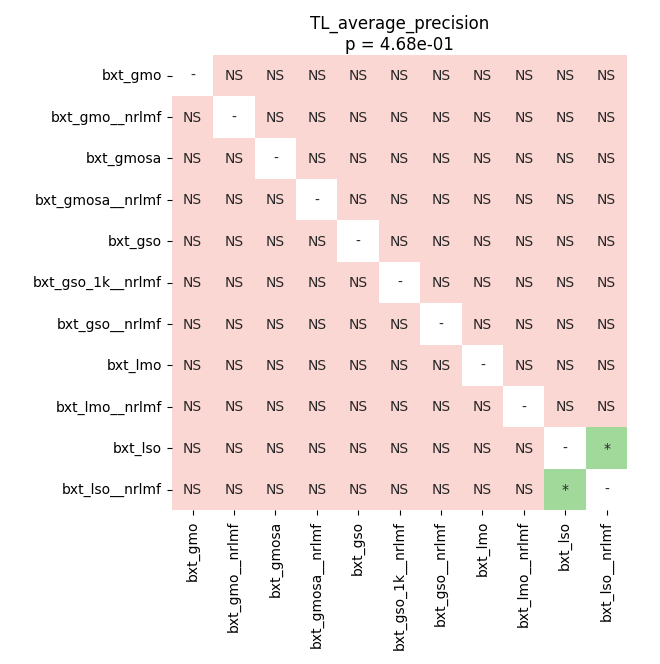 TL_average_precision
p = 4.68e-01
bxt_gmo - NS NS NS NS NS NS NS NS NS NS
bxt_gmo__nrlmf NS - NS NS NS NS NS NS NS NS NS
bxt_gmosa NS NS - NS NS NS NS NS NS NS NS
bxt_gmosa__nrlmf NS NS NS - NS NS NS NS NS NS NS
bxt_gso NS NS NS NS - NS NS NS NS NS NS
bxt_gso_1k__nrlmf NS NS NS NS NS - NS NS NS NS NS
bxt_gso__nrlmf NS NS NS NS NS NS - NS NS NS NS
bxt_lmo NS NS NS NS NS NS NS - NS NS NS
bxt_lmo__nrlmf NS NS NS NS NS NS NS NS - NS NS
bxt_lso NS NS NS NS NS NS NS NS NS - *
bxt_lso__nrlmf NS NS NS NS NS NS NS NS NS * -
bxt_gmo
bxt_gmo__nrlmf
bxt_gmosa
bxt_gmosa__nrlmf
bxt_gso
bxt_gso_1k__nrlmf
bxt_gso__nrlmf
bxt_lmo
bxt_lmo__nrlmf
bxt_lso
bxt_lso__nrlmf